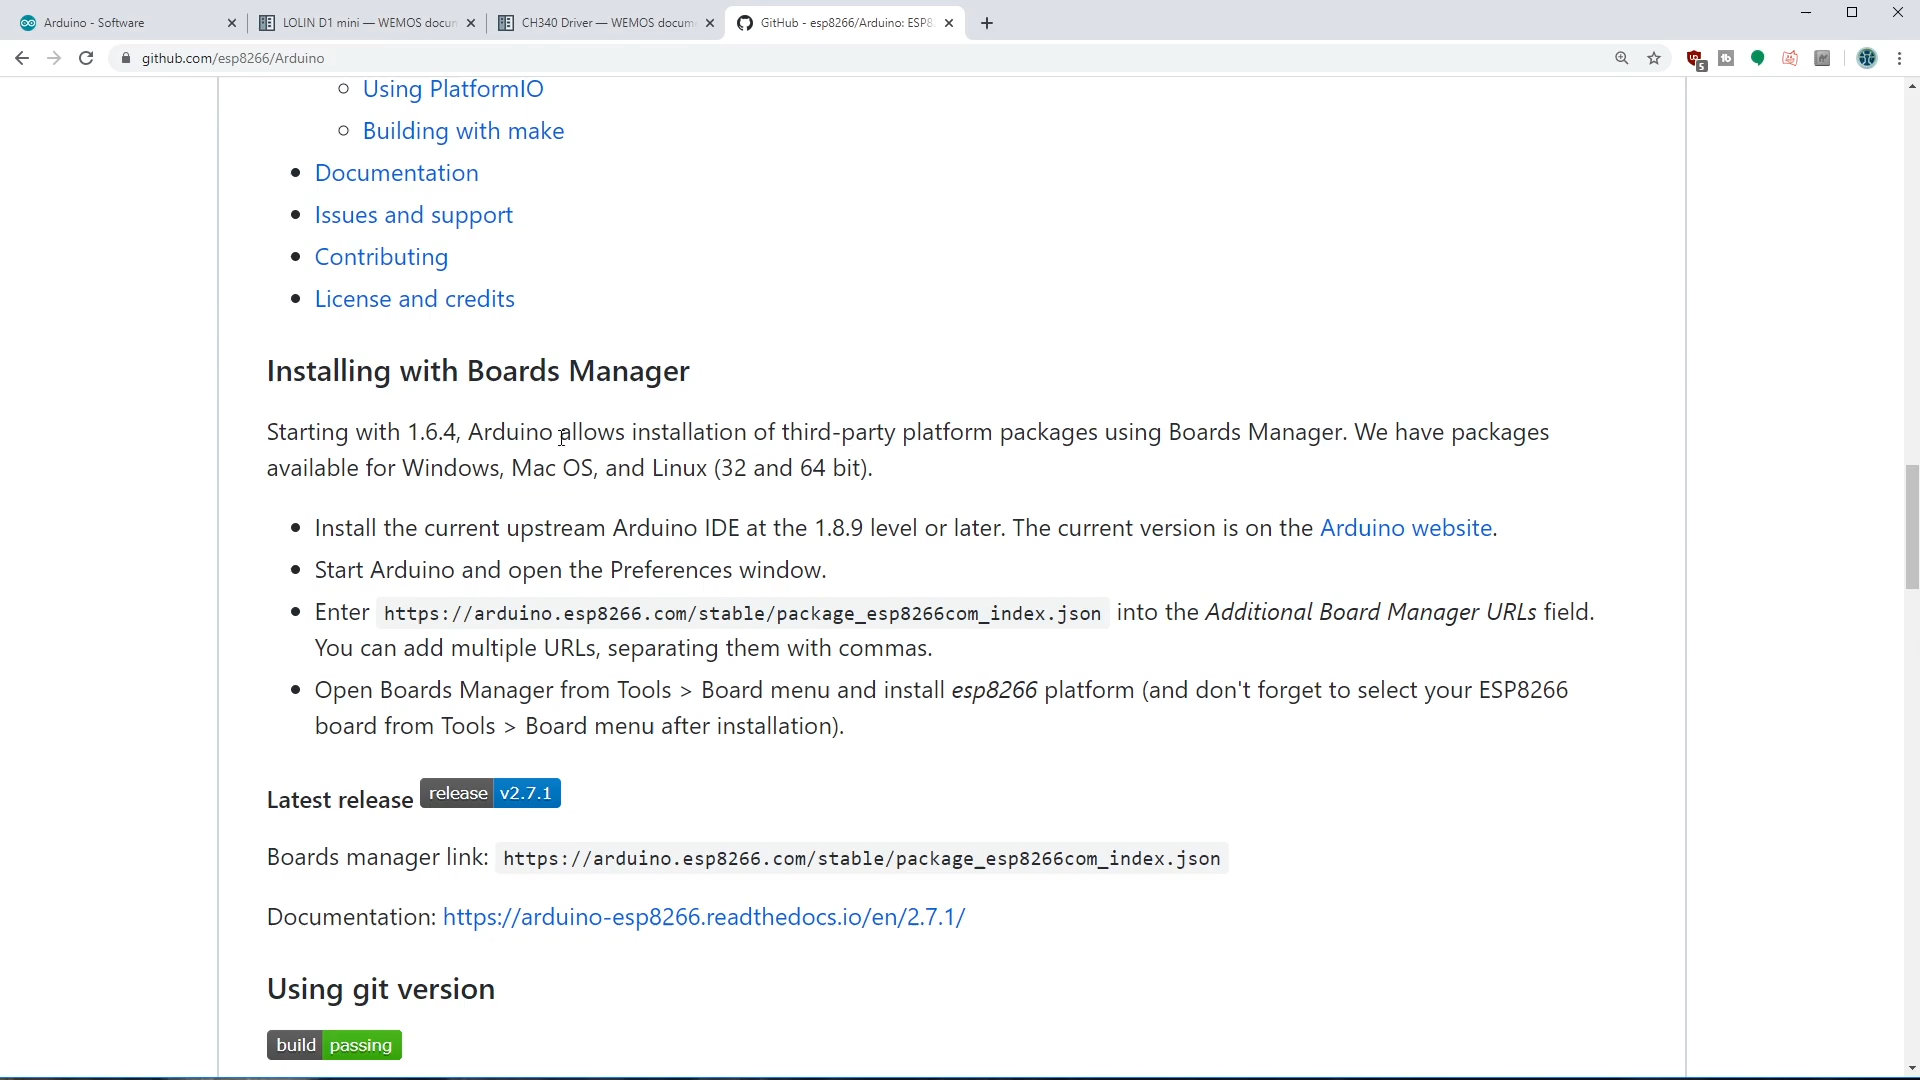 Arduino - Software
LOLIN D1 mini — WEMOS docum
CH340 Driver — WEMOS docume
GitHub - esp8266/Arduino: ESP8
github.com/esp8266/Arduino
5
Using PlatformIO
Building with make
Documentation
Issues and support
Contributing
License and credits
Installing with Boards Manager
Starting with 1.6.4, Arduino allows installation of third-party platform packages using Boards Manager. We have packages
available for Windows, Mac OS, and Linux (32 and 64 bit).
Install the current upstream Arduino IDE at the 1.8.9 level or later. The current version is on the Arduino website.
Start Arduino and open the Preferences window.
Enter https://arduino.esp8266.com/stable/package_esp8266com_index.json into the Additional Board Manager URLs field.
You can add multiple URLs, separating them with commas.
Open Boards Manager from Tools > Board menu and install esp8266 platform (and don't forget to select your ESP8266
board from Tools > Board menu after installation).
Latest release release v2.7.1
Boards manager link: https://arduino.esp8266.com/stable/package_esp8266com_index.json
Documentation: https://arduino-esp8266.readthedocs.io/en/2.7.1/
Using git version
build passing